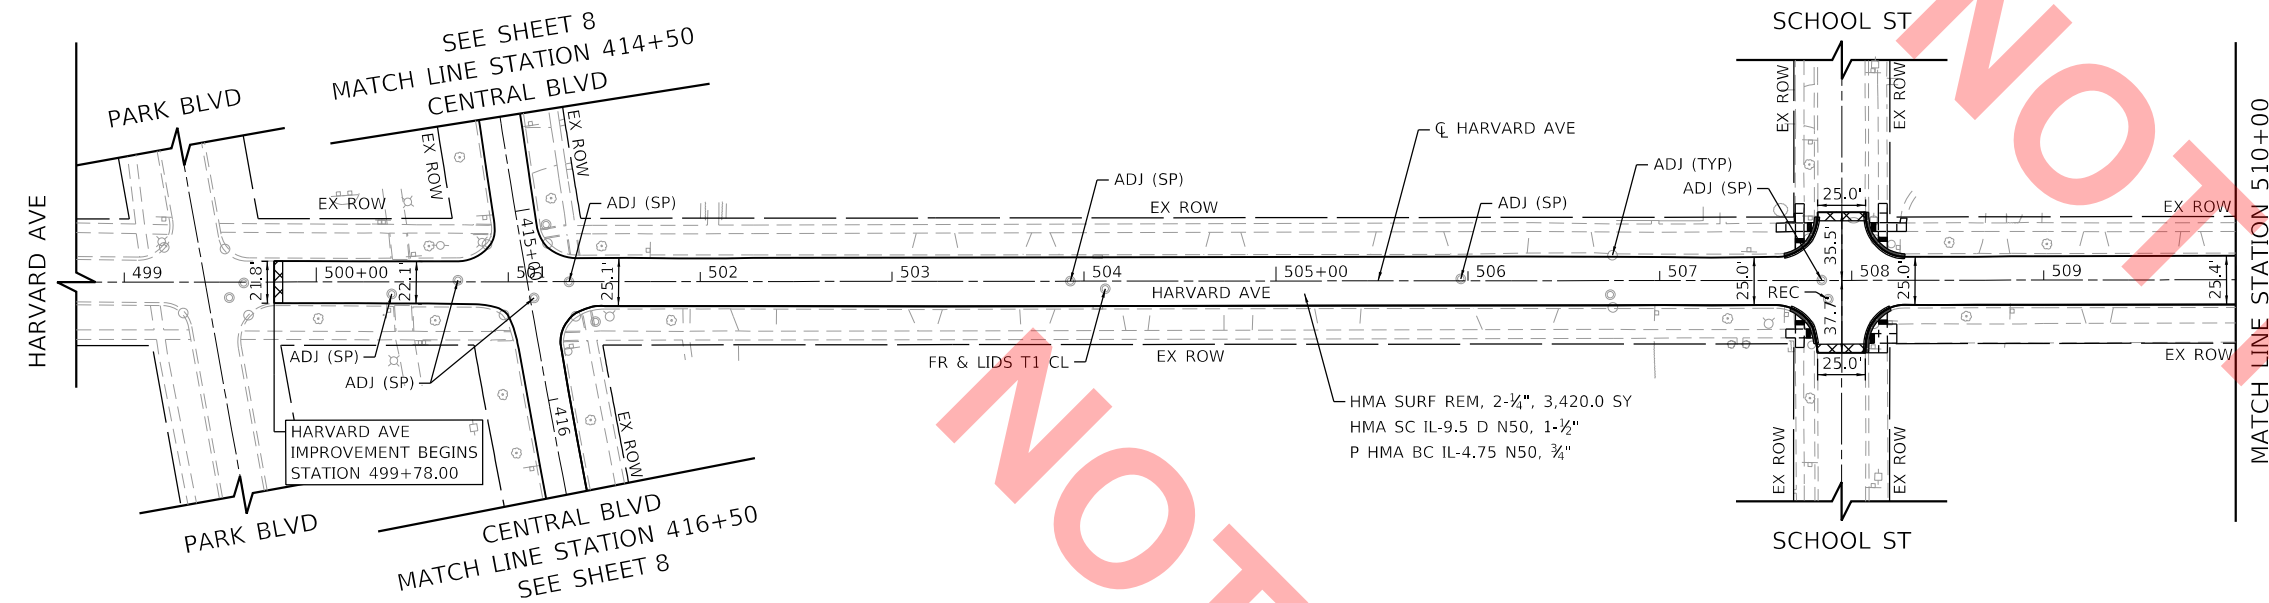 SEE SHEET 8
MATCH LINE STATION 414+50
CENTRAL BLVD
PARK BLVD
SCHOOL ST
NOT
HARVARD AVE
EX ROW
EX ROW
EX ROW
℄ HARVARD AVE
ADJ (SP)
ADJ (SP)
EX ROW
ADJ (SP)
ADJ (TYP)
ADJ (SP)
EX ROW
EX ROW
25.0'
EX ROW
MATCH LINE STATION 510+00
499
21.8'
500+00
22.1'
501
415+00
25.1'
502
503
504
505+00
506
507
25.0'
35.5'
508
25.0'
509
25.4'
HARVARD AVE
REC
37.7'
25.0'
ADJ (SP)
ADJ (SP)
FR & LIDS T1 CL
EX ROW
EX ROW
416
EX ROW
HARVARD AVE
IMPROVEMENT BEGINS
STATION 499+78.00
HMA SURF REM, 2-¼", 3,420.0 SY
HMA SC IL-9.5 D N50, 1-½"
P HMA BC IL-4.75 N50, ¾"
EX ROW
EX ROW
PARK BLVD
CENTRAL BLVD
MATCH LINE STATION 416+50
SEE SHEET 8
SCHOOL ST
NOT